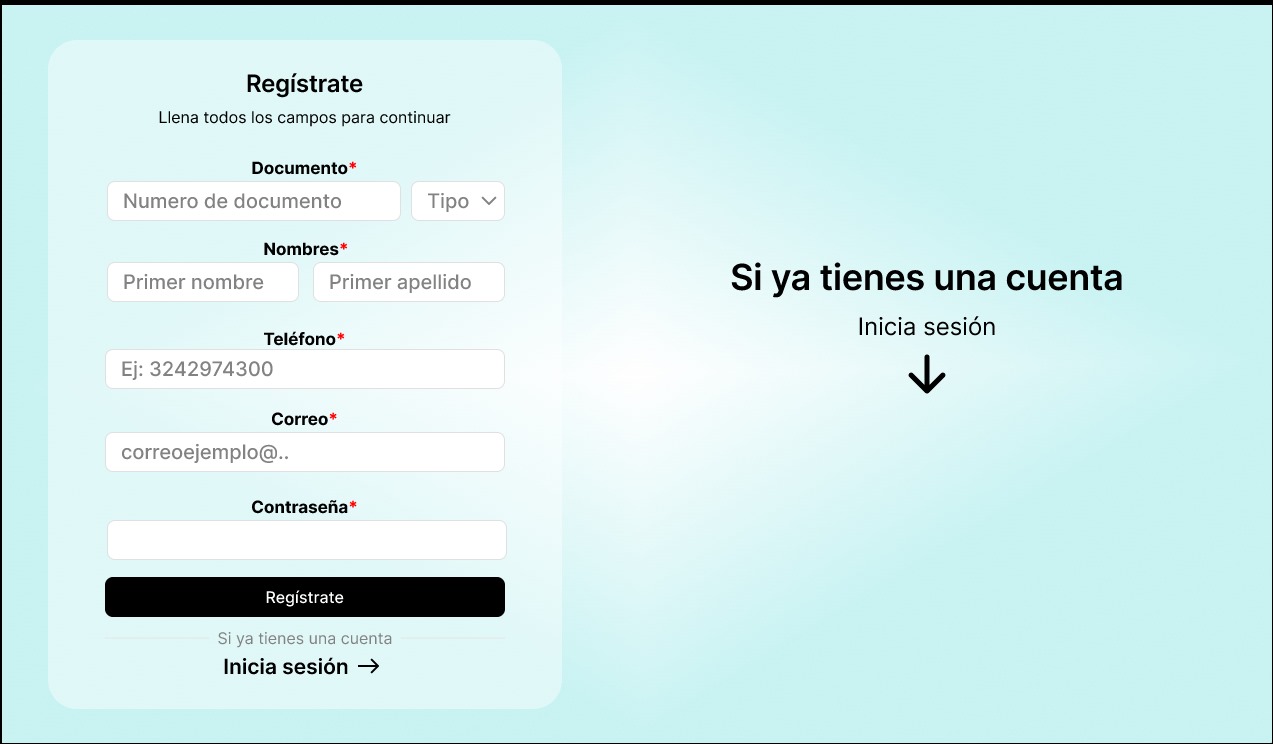 Regístrate
Llena todos los campos para continuar
Documento*
Numero de documento
Tipo
Nombres*
Primer nombre
Primer apellido
Teléfono*
Ej: 3242974300
Correo*
correoejemplo@..
Contraseña*
Regístrate
Si ya tienes una cuenta
Inicia sesión
Si ya tienes una cuenta
Inicia sesión